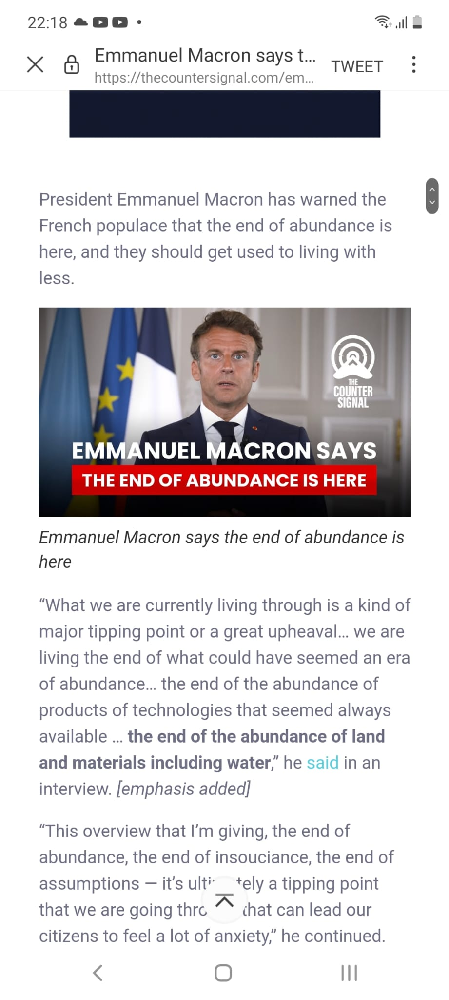 22:18
Emmanuel Macron says t...
TWEET
https://thecountersignal.com/em...
President Emmanuel Macron has warned the
French populace that the end of abundance is
here, and they should get used to living with
less.
THE
COUNTER
SIGNAL
EMMANUEL MACRON SAYS
THE END OF ABUNDANCE IS HERE
Emmanuel Macron says the end of abundance is
here
“What we are currently living through is a kind of
major tipping point or a great upheaval... we are
living the end of what could have seemed an era
of abundance... the end of the abundance of
products of technologies that seemed always
available ... the end of the abundance of land
and materials including water,” he said in an
interview. [emphasis added]
“This overview that I’m giving, the end of
abundance, the end of insouciance, the end of
assumptions — it’s a tipping point
that we are going that can lead our
citizens to feel a lot of anxiety,” he continued.